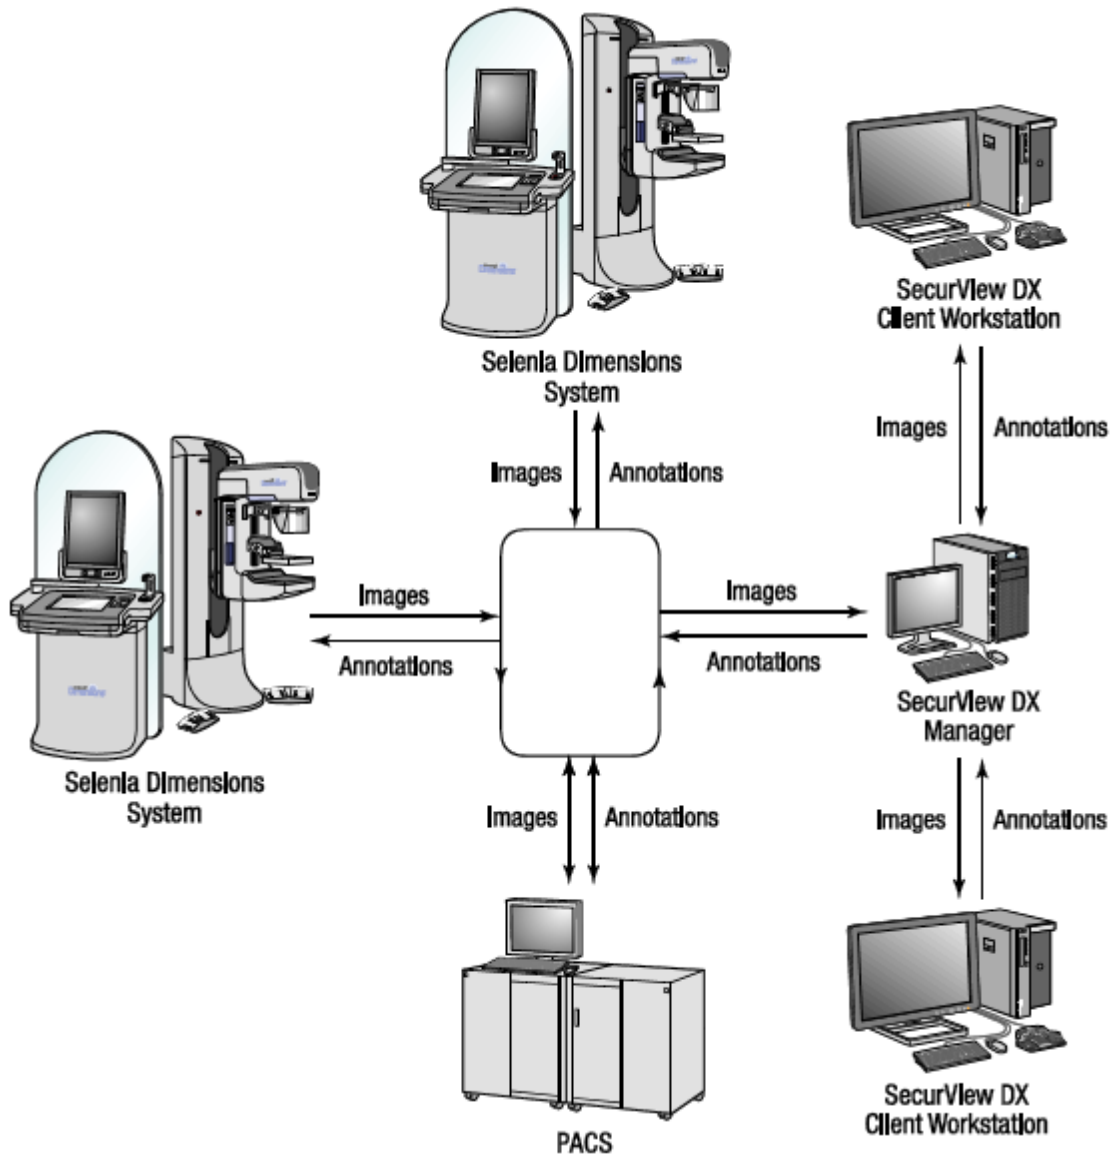 SecurView DX
Client Workstation
Selenia Dimensions
System
Images
Annotations
Images
Annotations
Images
Annotations
Images
Annotations
SecurView DX
Manager
Selenia Dimensions
System
Images
Annotations
Images
Annotations
SecurView DX
Client Workstation
PACS